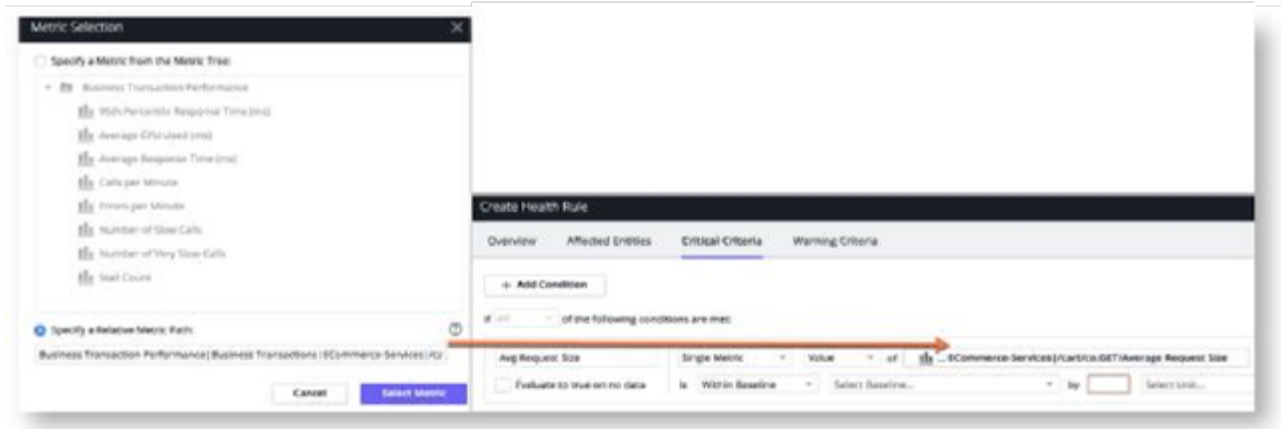 Metric Selection
Specify a Metric from the Metric Tree:
Business Transaction Performance
95th Percentile Response Time (ms)
Average CPU Used (ms)
Average Response Time (ms)
Calls per Minute
Errors per Minute
Number of Slow Calls
Number of Very Slow Calls
Stall Count
Specify a Relative Metric Path:
Business Transaction Performance|Business Transactions|ECommerce-Services|/ca
Cancel
Select Metric
Create Health Rule
Overview Affected Entities Critical Criteria Warning Criteria
+ Add Condition
If All of the following conditions are met:
Avg Request Size Single Metric Value of ... ECommerce-Services|/cart/co.GET|Average Request Size
Evaluate to true on no data is Within Baseline Select Baseline... by Select Unit...